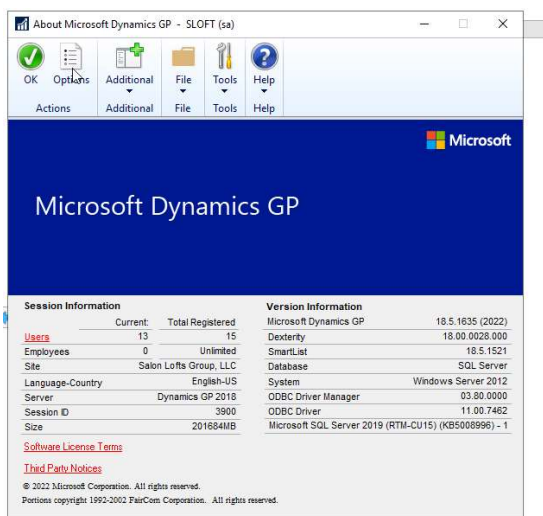 About Microsoft Dynamics GP - SLOFT (sa)
OK Options Additional File Tools Help
Actions Additional File Tools Help
Microsoft
Microsoft Dynamics GP
Session Information
Current: Total Registered
Users 13 15
Employees 0 Unlimited
Site Salon Lofts Group, LLC
Language-Country English-US
Server Dynamics GP 2018
Session ID 3900
Size 201684MB
Version Information
Microsoft Dynamics GP 18.5.1635 (2022)
Dexterity 18.00.0028.000
SmartList 18.5.1521
Database SQL Server
System Windows Server 2012
ODBC Driver Manager 03.80.0000
ODBC Driver 11.00.7462
Microsoft SQL Server 2019 (RTM-CU15) (KB5008996) - 1
Software License Terms
Third Party Notices
© 2022 Microsoft Corporation. All rights reserved.
Portions copyright 1992-2002 FairCom Corporation. All rights reserved.